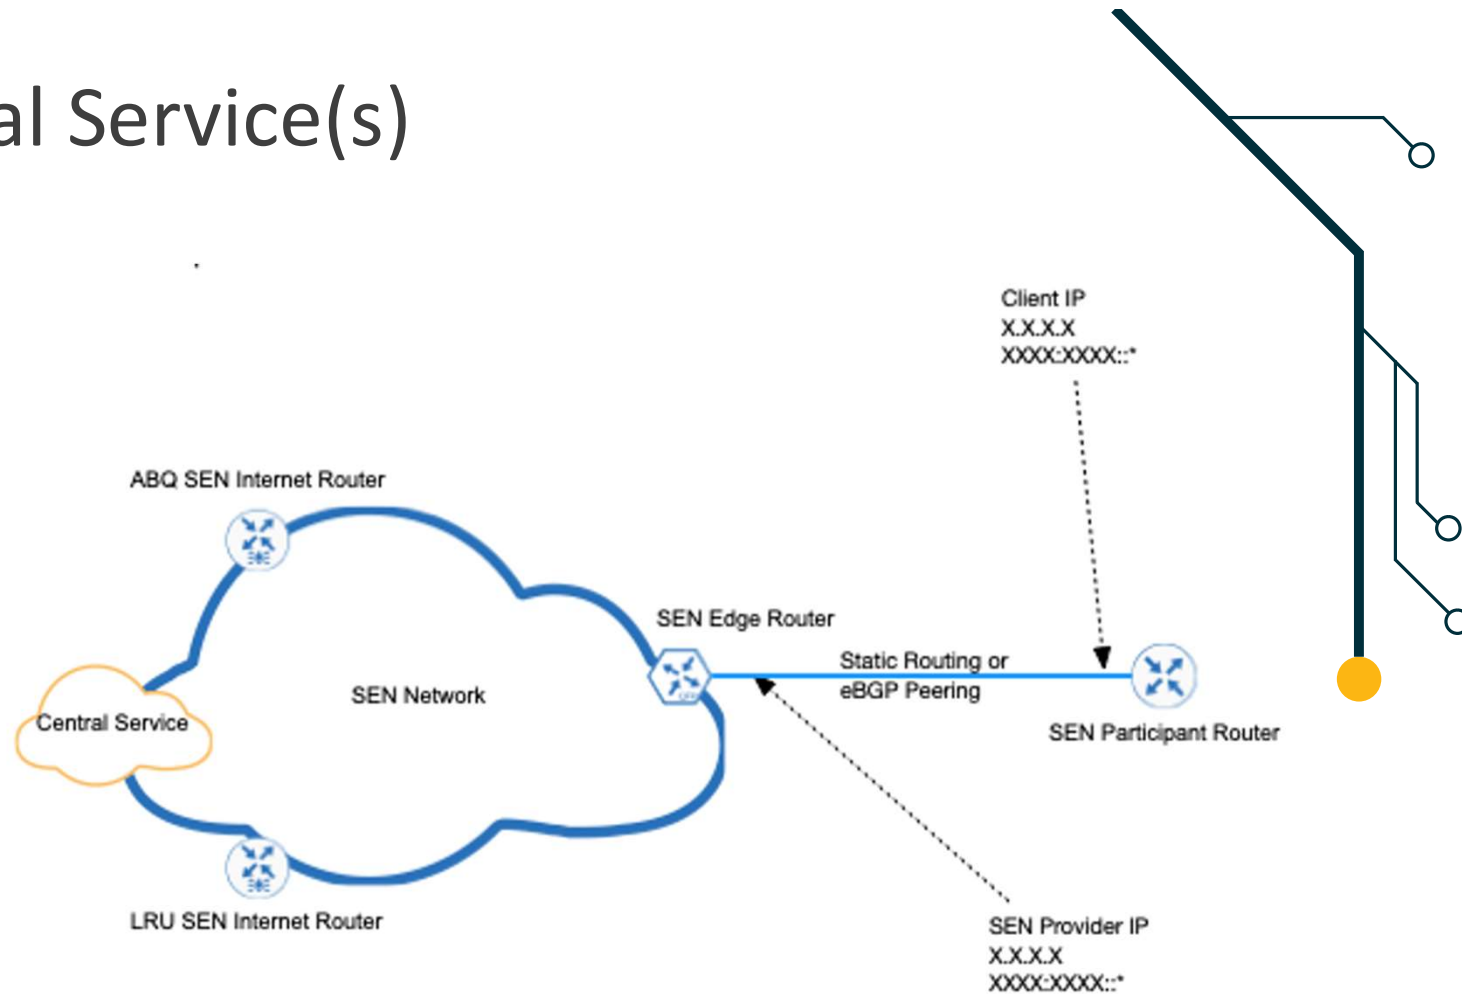 al Service(s)
Client IP
X.X.X.X
XXXX:XXXX::*
ABQ SEN Internet Router
SEN Edge Router
Static Routing or
eBGP Peering
SEN Network
Central Service
SEN Participant Router
LRU SEN Internet Router
SEN Provider IP
X.X.X.X
XXXX:XXXX::*